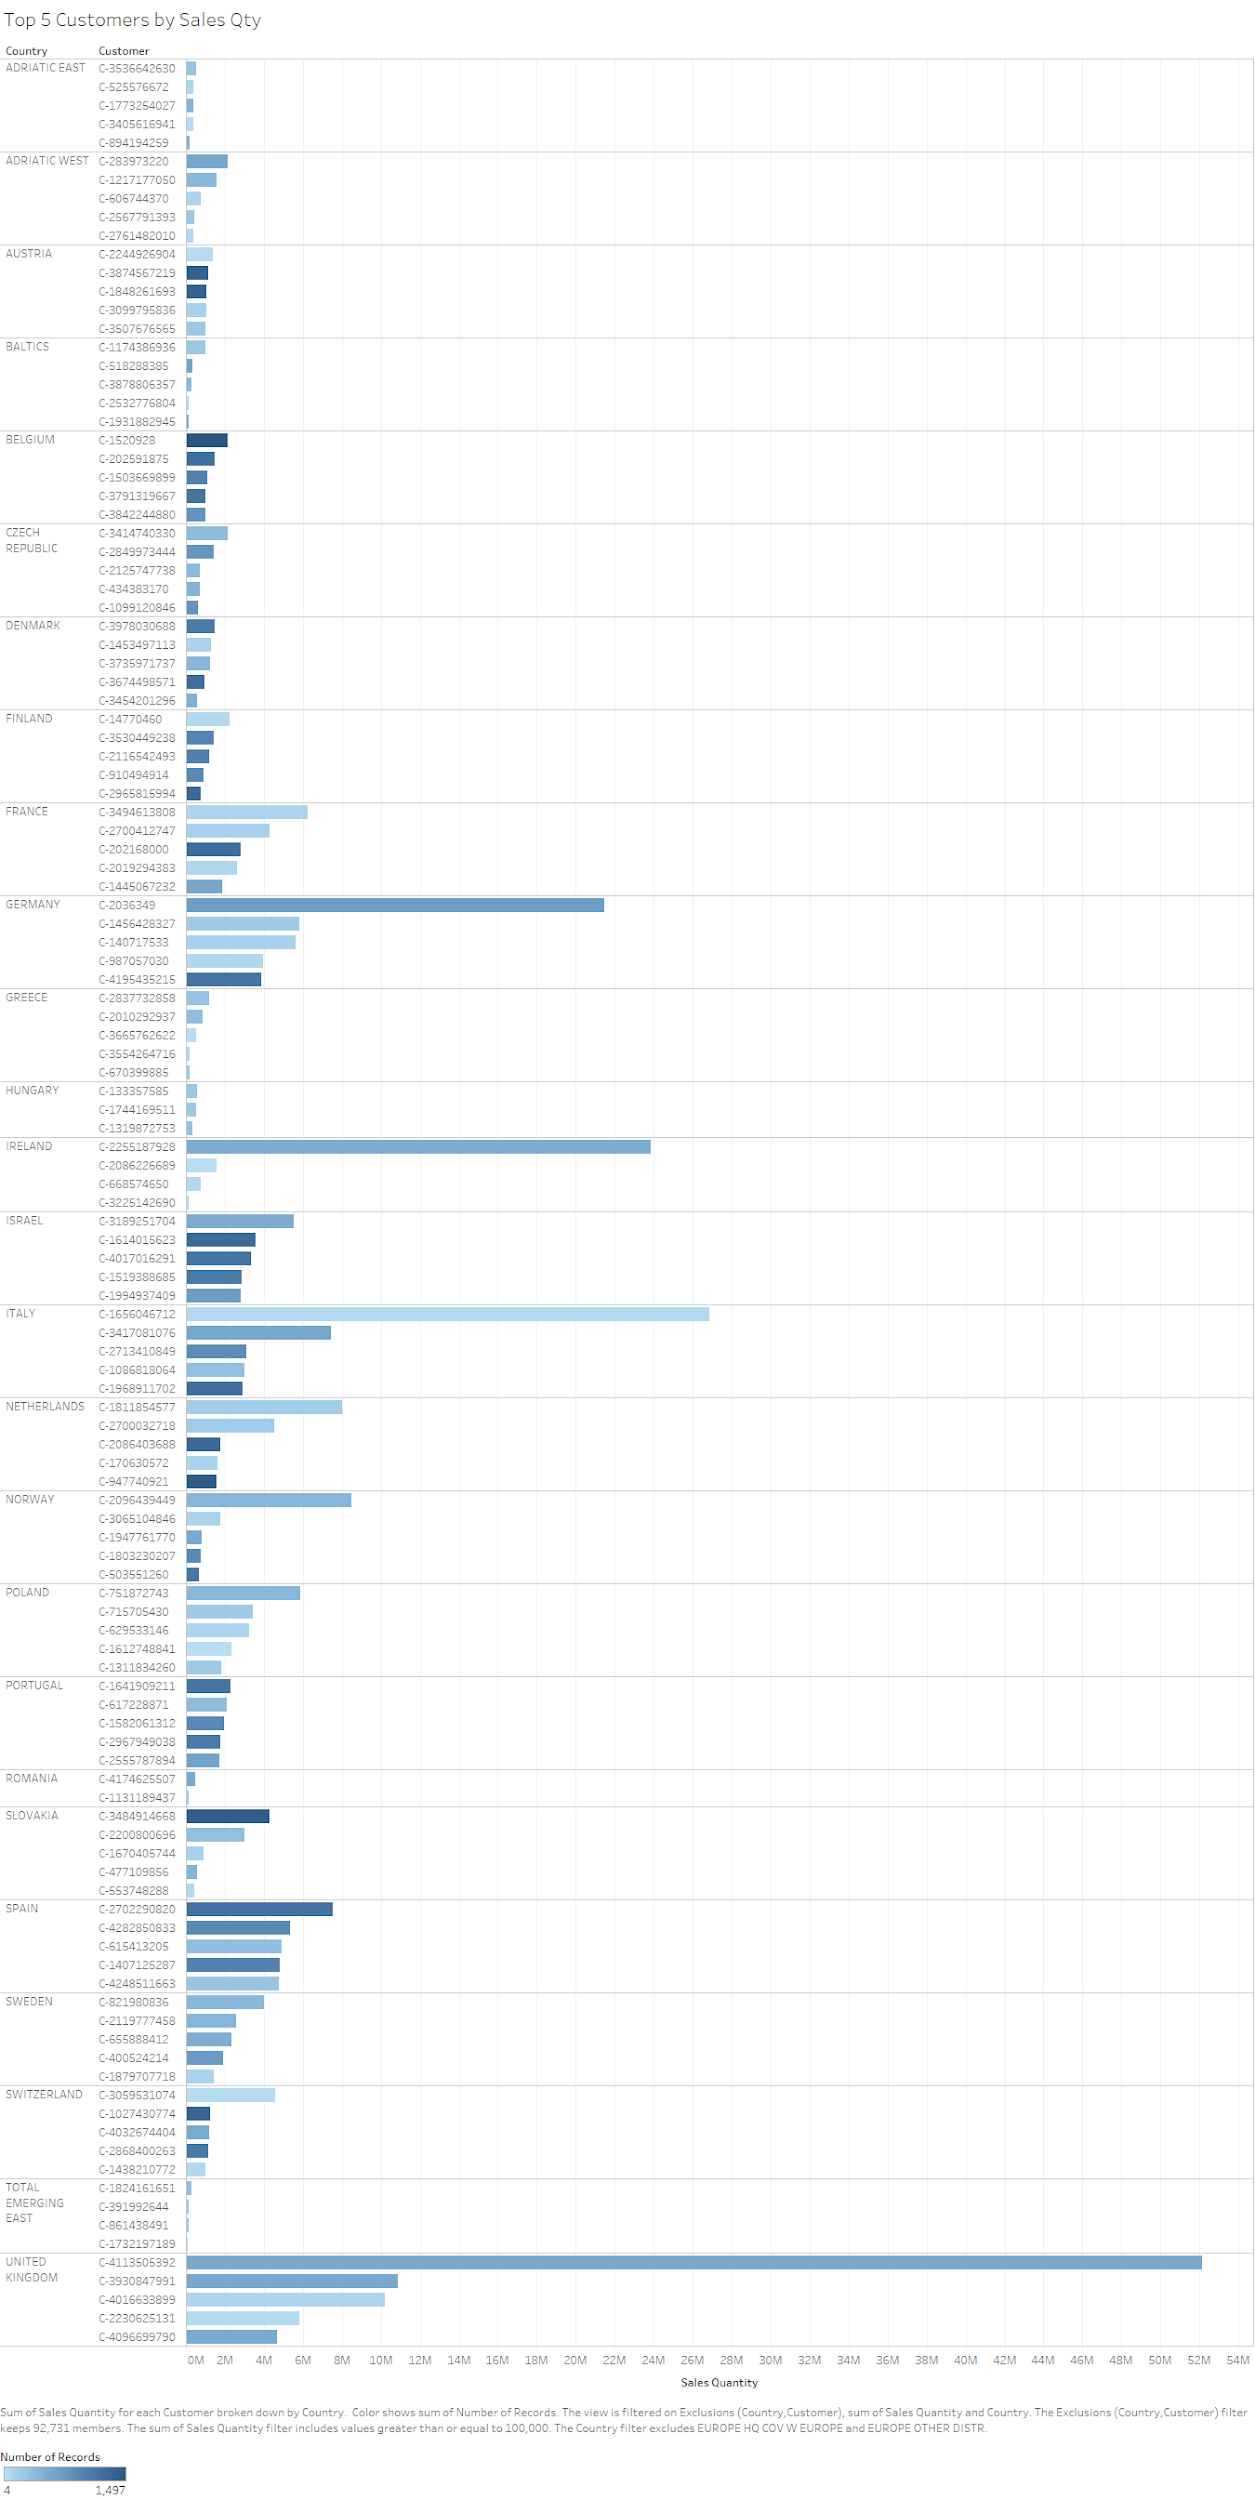 Top 5 Customers by Sales Qty
Country Customer
ADRIATIC EAST C-3536642630
C-525576672
C-1773254027
C-3405616941
C-894194259
ADRIATIC WEST C-283973220
C-1217177050
C-606744370
C-2567791393
C-2761482010
AUSTRIA C-2244926904
C-3874567219
C-1848261693
C-3099795836
C-3507676565
BALTICS C-1174386936
C-518288385
C-3878806357
C-2532776804
C-1931882945
BELGIUM C-1520928
C-202591875
C-1503669899
C-3791319667
C-3842244880
CZECH C-3414740330
REPUBLIC C-2849973444
C-2125747738
C-434383170
C-1099120846
DENMARK C-3978030688
C-1453497113
C-3735971737
C-3674498571
C-3454201296
FINLAND C-14770460
C-3530449238
C-2116542493
C-910494914
C-2965815994
FRANCE C-3494613808
C-2700412747
C-202168000
C-2019294383
C-1445067232
GERMANY C-2036349
C-1456428327
C-140717533
C-987057030
C-4195435215
GREECE C-2837732858
C-2010292937
C-3665762622
C-3554264716
C-670399885
HUNGARY C-133357585
C-1744169511
C-1319872753
IRELAND C-2255187928
C-2086226689
C-668574650
C-3225142690
ISRAEL C-3189251704
C-1614015623
C-4017016291
C-1519388685
C-1994937409
ITALY C-1656046712
C-3417081076
C-2713410849
C-1086818064
C-1968911702
NETHERLANDS C-1811854577
C-2700032718
C-2086403688
C-170630572
C-947740921
NORWAY C-2096439449
C-3065104846
C-1947761770
C-1803230207
C-503551260
POLAND C-751872743
C-715705430
C-629533146
C-1612748841
C-1311834260
PORTUGAL C-1641909211
C-617228871
C-1582061312
C-2967949038
C-2555787894
ROMANIA C-4174625507
C-1131189437
SLOVAKIA C-3484914668
C-2200800696
C-1670405744
C-477109856
C-553748288
SPAIN C-2702290820
C-4282850833
C-615413205
C-1407125287
C-4248511663
SWEDEN C-821980836
C-2119777458
C-655888412
C-400524214
C-1879707718
SWITZERLAND C-3059531074
C-1027430774
C-4032674404
C-2868400263
C-1438210772
TOTAL C-1824161651
EMERGING C-391992644
EAST C-861438491
C-1732197189
UNITED C-4113505392
KINGDOM C-3930847991
C-4016633899
C-2230625131
C-4096699790
0M 2M 4M 6M 8M 10M 12M 14M 16M 18M 20M 22M 24M 26M 28M 30M 32M 34M 36M 38M 40M 42M 44M 46M 48M 50M 52M 54M
Sales Quantity
Sum of Sales Quantity for each Customer broken down by Country. Color shows sum of Number of Records. The view is filtered on Exclusions (Country,Customer), sum of Sales Quantity and Country. The Exclusions (Country,Customer) filter
keeps 92,731 members. The sum of Sales Quantity filter includes values greater than or equal to 100,000. The Country filter excludes EUROPE HQ COV W EUROPE and EUROPE OTHER DISTR.
Number of Records
4 1,497